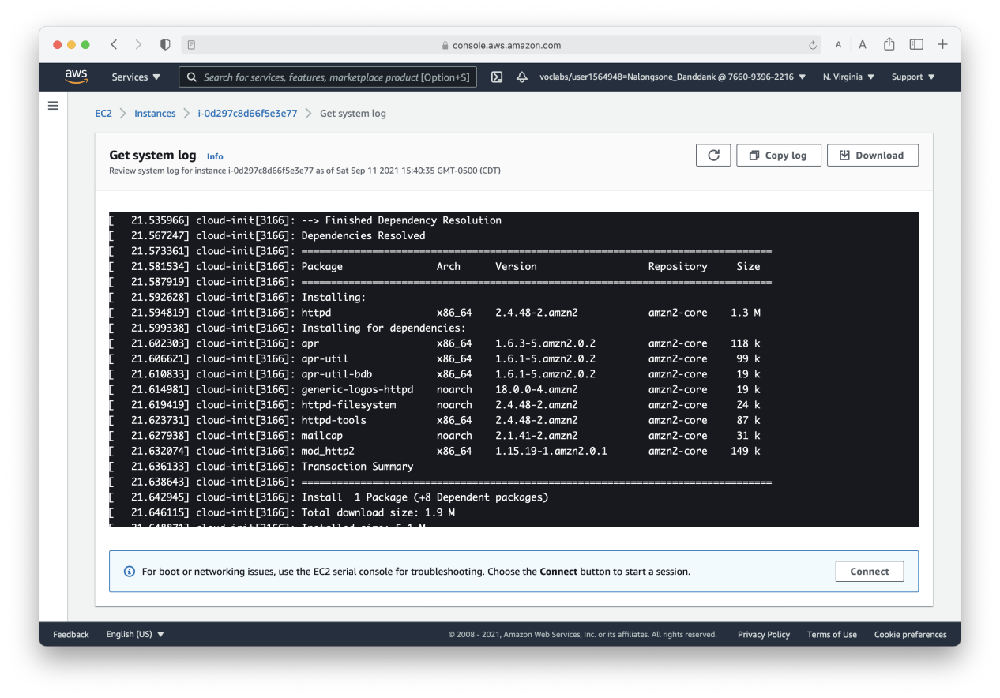 console.aws.amazon.com
A A
aws Services ▼ Search for services, features, marketplace product [Option+S] voclabs/user1564948=Nalongsone_Danddank @ 7660-9396-2216 ▼ N. Virginia ▼ Support ▼
EC2 > Instances > i-0d297c8d66f5e3e77 > Get system log
Get system log Info
Review system log for instance i-0d297c8d66f5e3e77 as of Sat Sep 11 2021 15:40:35 GMT-0500 (CDT)
Copy log Download
[ 21.535966] cloud-init[3166]: --> Finished Dependency Resolution
[ 21.567247] cloud-init[3166]: Dependencies Resolved
[ 21.573361] cloud-init[3166]: ================================================================================
[ 21.581534] cloud-init[3166]: Package Arch Version Repository Size
[ 21.587919] cloud-init[3166]: ================================================================================
[ 21.592628] cloud-init[3166]: Installing:
[ 21.594819] cloud-init[3166]: httpd x86_64 2.4.48-2.amzn2 amzn2-core 1.3 M
[ 21.599338] cloud-init[3166]: Installing for dependencies:
[ 21.602303] cloud-init[3166]: apr x86_64 1.6.3-5.amzn2.0.2 amzn2-core 118 k
[ 21.606621] cloud-init[3166]: apr-util x86_64 1.6.1-5.amzn2.0.2 amzn2-core 99 k
[ 21.610833] cloud-init[3166]: apr-util-bdb x86_64 1.6.1-5.amzn2.0.2 amzn2-core 19 k
[ 21.614981] cloud-init[3166]: generic-logos-httpd noarch 18.0.0-4.amzn2 amzn2-core 19 k
[ 21.619419] cloud-init[3166]: httpd-filesystem noarch 2.4.48-2.amzn2 amzn2-core 24 k
[ 21.623731] cloud-init[3166]: httpd-tools x86_64 2.4.48-2.amzn2 amzn2-core 87 k
[ 21.627938] cloud-init[3166]: mailcap noarch 2.1.41-2.amzn2 amzn2-core 31 k
[ 21.632074] cloud-init[3166]: mod_http2 x86_64 1.15.19-1.amzn2.0.1 amzn2-core 149 k
[ 21.636133] cloud-init[3166]: Transaction Summary
[ 21.638643] cloud-init[3166]: ================================================================================
[ 21.642945] cloud-init[3166]: Install 1 Package (+8 Dependent packages)
[ 21.646115] cloud-init[3166]: Total download size: 1.9 M
For boot or networking issues, use the EC2 serial console for troubleshooting. Choose the Connect button to start a session. Connect
Feedback English (US) ▼ © 2008 - 2021, Amazon Web Services, Inc. or its affiliates. All rights reserved. Privacy Policy Terms of Use Cookie preferences